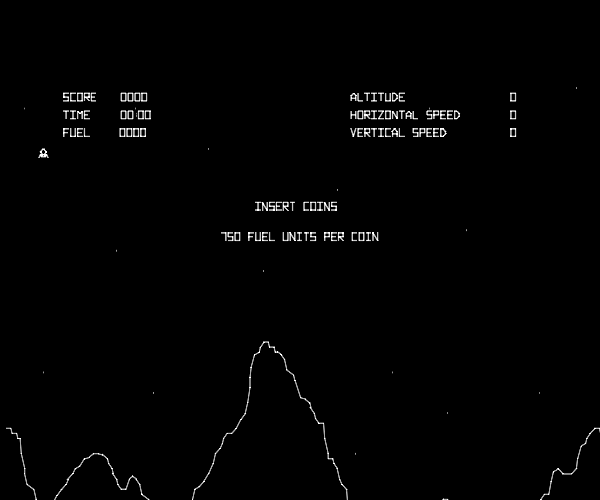 SCORE 0000 ALTITUDE 0
TIME 00:00 HORIZONTAL SPEED 0
FUEL 0000 VERTICAL SPEED 0
INSERT COINS
750 FUEL UNITS PER COIN